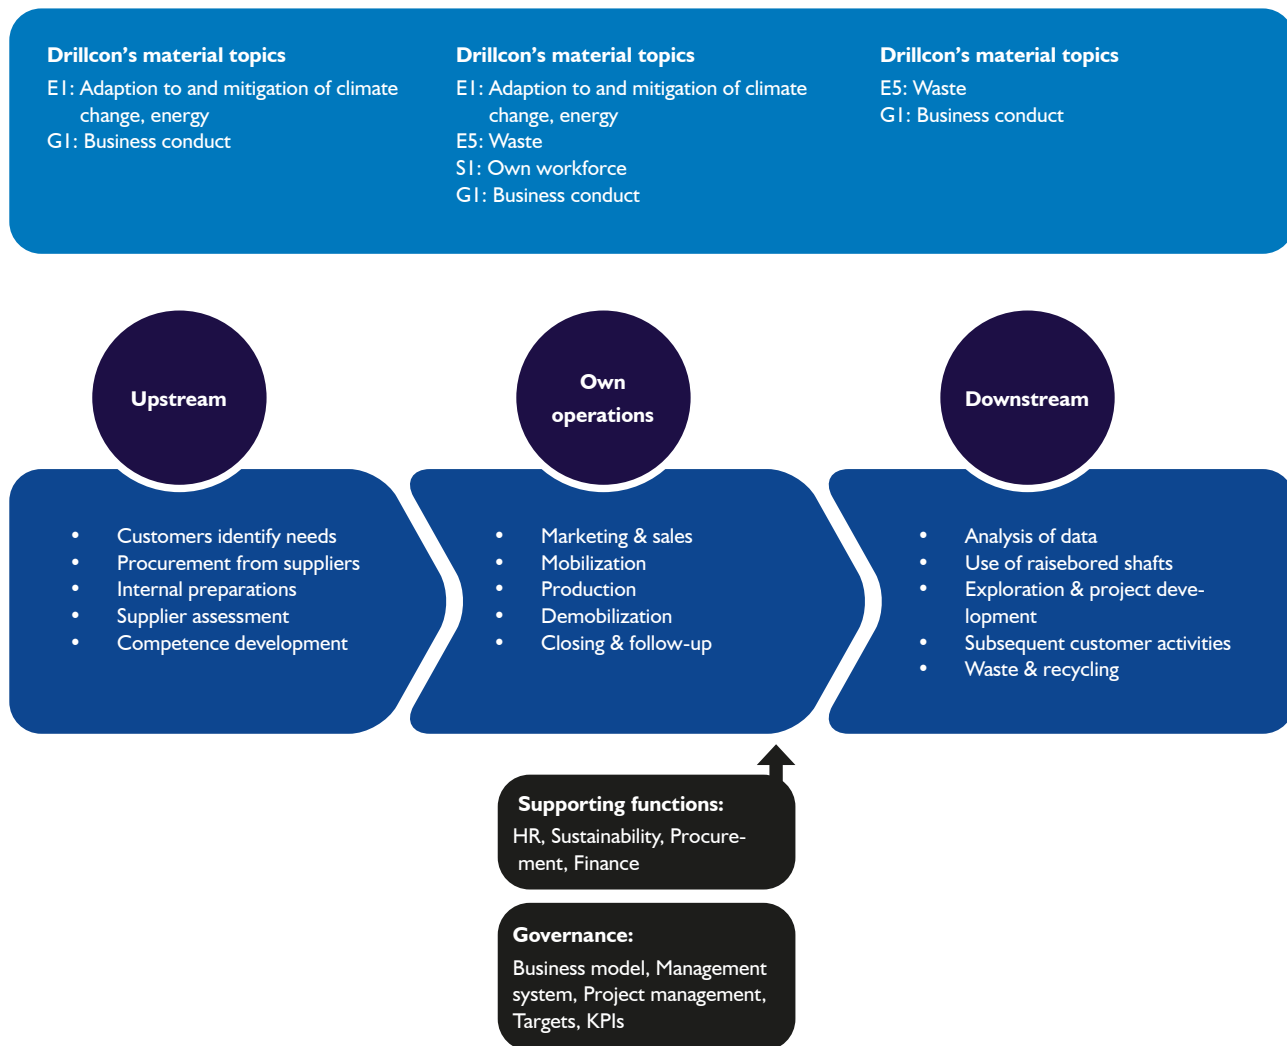 Drillcon's material topics
E1: Adaption to and mitigation of climate
change, energy
G1: Business conduct
Drillcon's material topics
E1: Adaption to and mitigation of climate
change, energy
E5: Waste
S1: Own workforce
G1: Business conduct
Drillcon's material topics
E5: Waste
G1: Business conduct
Upstream
• Customers identify needs
• Procurement from suppliers
• Internal preparations
• Supplier assessment
• Competence development
Own
operations
• Marketing & sales
• Mobilization
• Production
• Demobilization
• Closing & follow-up
Downstream
• Analysis of data
• Use of raisebored shafts
• Exploration & project deve-
lopment
• Subsequent customer activities
• Waste & recycling
Supporting functions:
HR, Sustainability, Procure-
ment, Finance
Governance:
Business model, Management
system, Project management,
Targets, KPIs